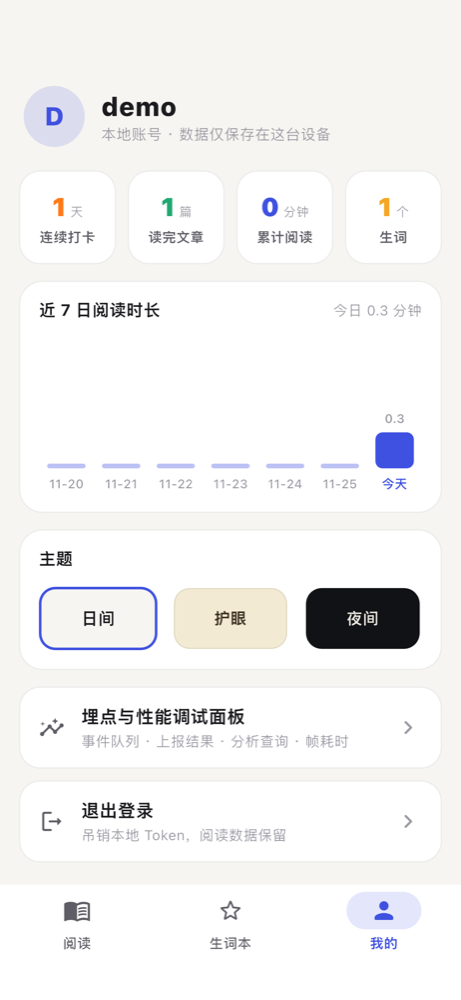 D
demo
本地账号 · 数据仅保存在这台设备
1 天
1 篇
0 分钟
1 个
连续打卡
读完文章
累计阅读
生词
近 7 日阅读时长
今日 0.3 分钟
0.3
11-20
11-21
11-22
11-23
11-24
11-25
今天
主题
日间
护眼
夜间
埋点与性能调试面板
事件队列 · 上报结果 · 分析查询 · 帧耗时
退出登录
吊销本地 Token，阅读数据保留
阅读
生词本
我的